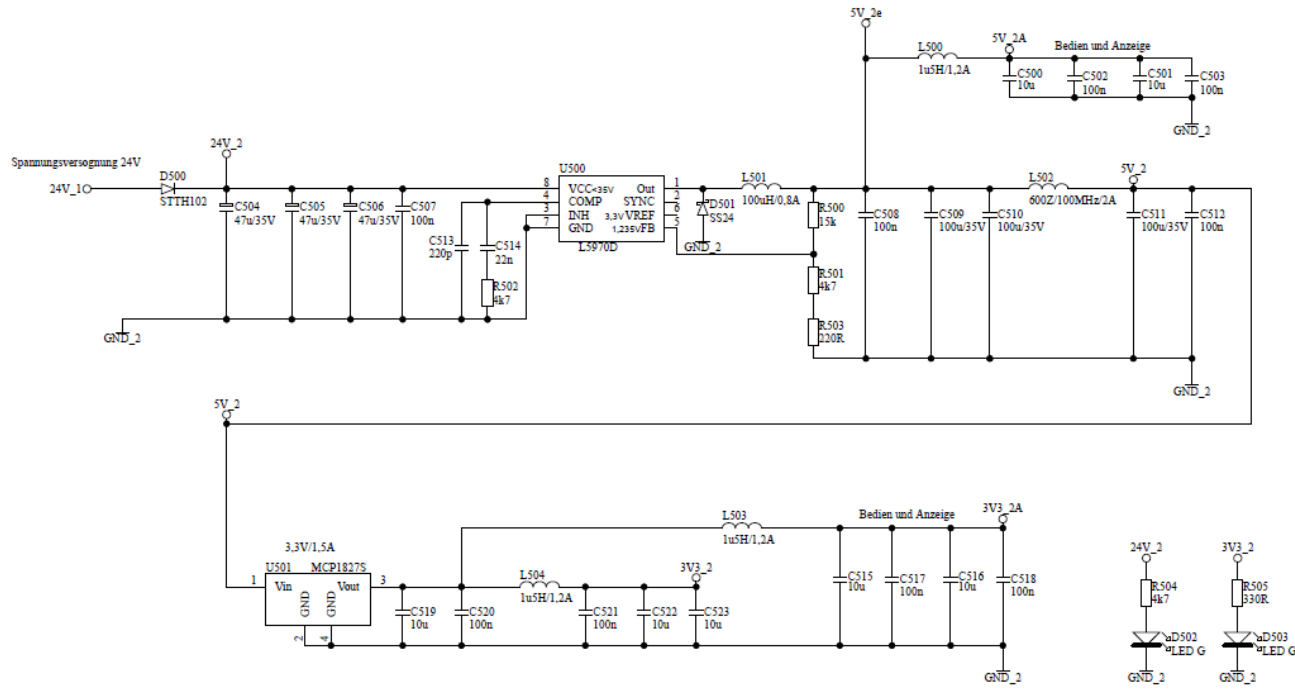 5V_2e
L500
1u5H/1,2A
5V_2A
Bedien und Anzeige
C500
10u
C502
100n
C501
10u
C503
100n
GND_2
Spannungsversognung 24V
24V_1
D500
STTH102
24V_2
C504
47u/35V
C505
47u/35V
C506
47u/35V
C507
100n
C513
220p
C514
22n
R502
4k7
GND_2
U500
8 VCC<35V Out 1
4 COMP SYNC 2
3 INH 3,3V VREF 6
7 GND 1,235V FB 5
L5970D
D501
SS24
GND_2
L501
100uH/0,8A
R500
15k
R501
4k7
R503
220R
C508
100n
C509
100u/35V
C510
100u/35V
L502
600Z/100MHz/2A
5V_2
C511
100u/35V
C512
100n
GND_2
5V_2
3,3V/1,5A
U501 MCP1827S
1 Vin Vout 3
GND GND
2 4
C519
10u
C520
100n
L504
1u5H/1,2A
C521
100n
C522
10u
3V3_2
C523
10u
L503
1u5H/1,2A
Bedien und Anzeige
3V3_2A
C515
10u
C517
100n
C516
10u
C518
100n
GND_2
24V_2
R504
4k7
D502
LED G
GND_2
3V3_2
R505
330R
D503
LED G
GND_2